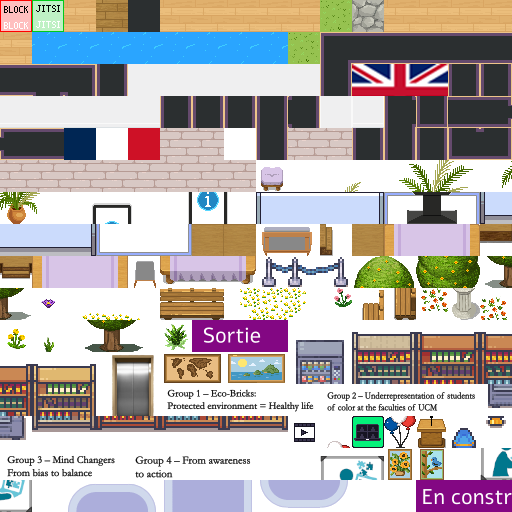 BLOCK JITSI
BLOCK JITSI
i
Sortie
Group 1 – Eco-Bricks:
Protected environment = Healthy life
Group 2 – Underrepresentation of students
of color at the faculties of UCM
Group 3 – Mind Changers
From bias to balance
Group 4 – From awareness
to action
En constr